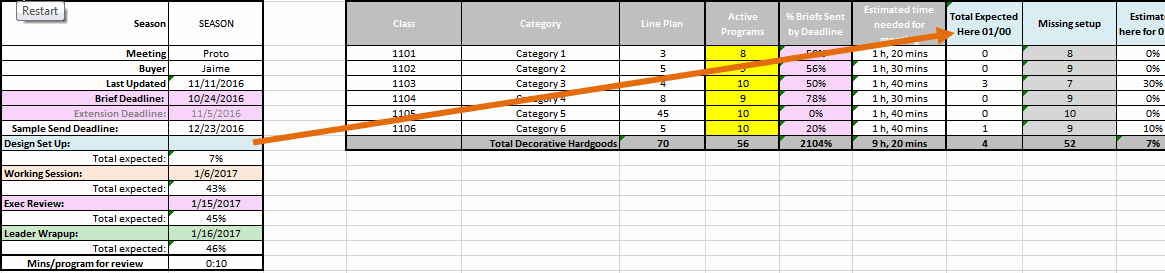 Restart
Season SEASON
Meeting Proto
Buyer Jaime
Last Updated 11/11/2016
Brief Deadline: 10/24/2016
Extension Deadline: 11/5/2016
Sample Send Deadline: 12/23/2016
Design Set Up:
Total expected: 7%
Working Session: 1/6/2017
Total expected: 43%
Exec Review: 1/15/2017
Total expected: 45%
Leader Wrapup: 1/16/2017
Total expected: 46%
Mins/program for review 0:10
Class
Category
Line Plan
Active
Programs
% Briefs Sent
by Deadline
Estimated time
needed for
Total Expected
Here 01/00
Missing setup
here for 0
1101 Category 1 3 8 1 h, 20 mins 0 8 0%
1102 Category 2 5 56% 1 h, 30 mins 0 9 0%
1103 Category 3 4 10 50% 1 h, 40 mins 3 7 30%
1104 Category 4 8 9 78% 1 h, 30 mins 0 9 0%
1105 Category 5 45 10 0% 1 h, 40 mins 0 10 0%
1106 Category 6 5 10 20% 1 h, 40 mins 1 9 10%
Total Decorative Hardgoods 70 56 2104% 9 h, 20 mins 4 52 7%